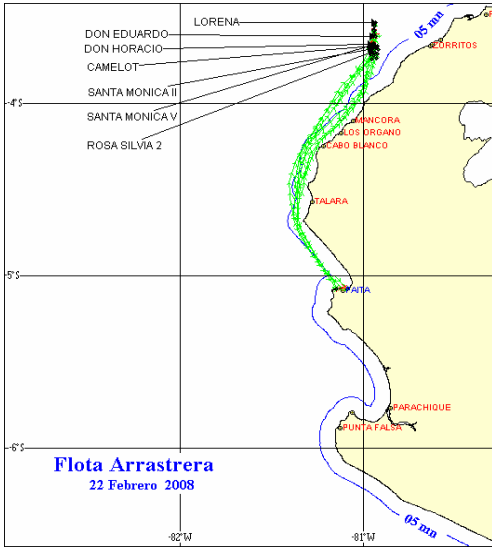 LORENA
DON EDUARDO
DON HORACIO
CAMELOT
SANTA MONICA II
SANTA MONICA V
ROSA SILVIA 2
05 mn
ZORRITOS
-4°S
MANCORA
LOS ORGANO
CABO BLANCO
TALARA
-5°S
PAITA
PARACHIQUE
PUNTA FALSA
-6°S
Flota Arrastrera
22 Febrero 2008
05 mn
-82°W
-81°W